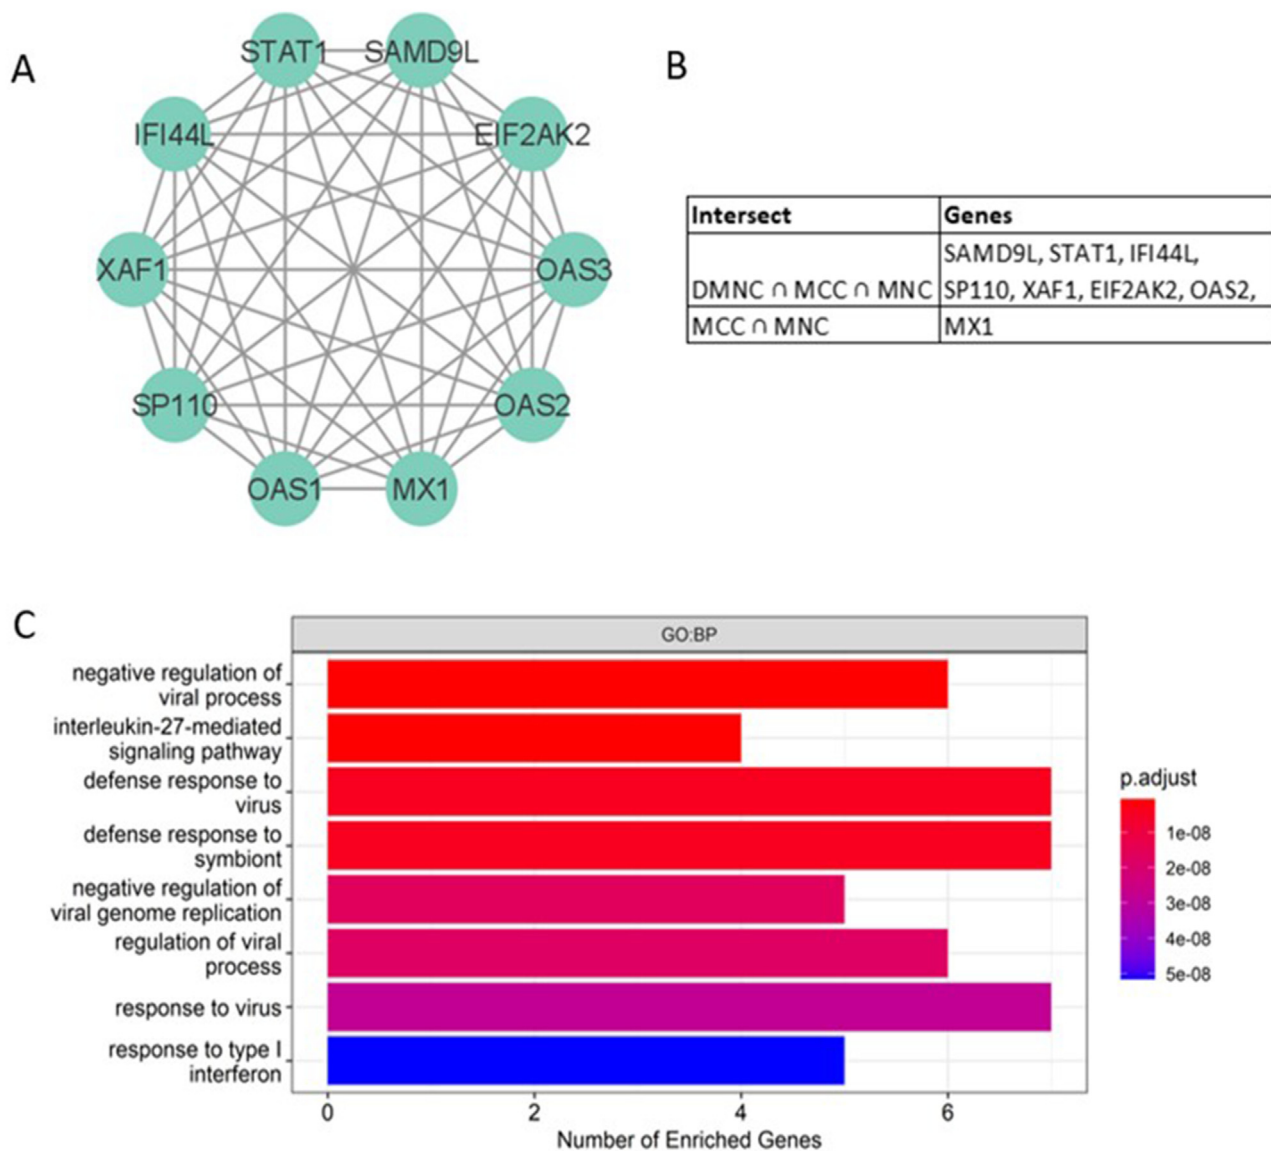 A
STAT1
SAMD9L
IFI44L
EIF2AK2
XAF1
OAS3
SP110
OAS2
OAS1
MX1
B
Intersect
Genes
DMNC ∩ MCC ∩ MNC
SAMD9L, STAT1, IFI44L,
SP110, XAF1, EIF2AK2, OAS2,
MCC ∩ MNC
MX1
C
GO:BP
negative regulation of
viral process
interleukin-27-mediated
signaling pathway
defense response to
virus
defense response to
symbiont
negative regulation of
viral genome replication
regulation of viral
process
response to virus
response to type I
interferon
0 2 4 6
Number of Enriched Genes
p.adjust
1e-08
2e-08
3e-08
4e-08
5e-08